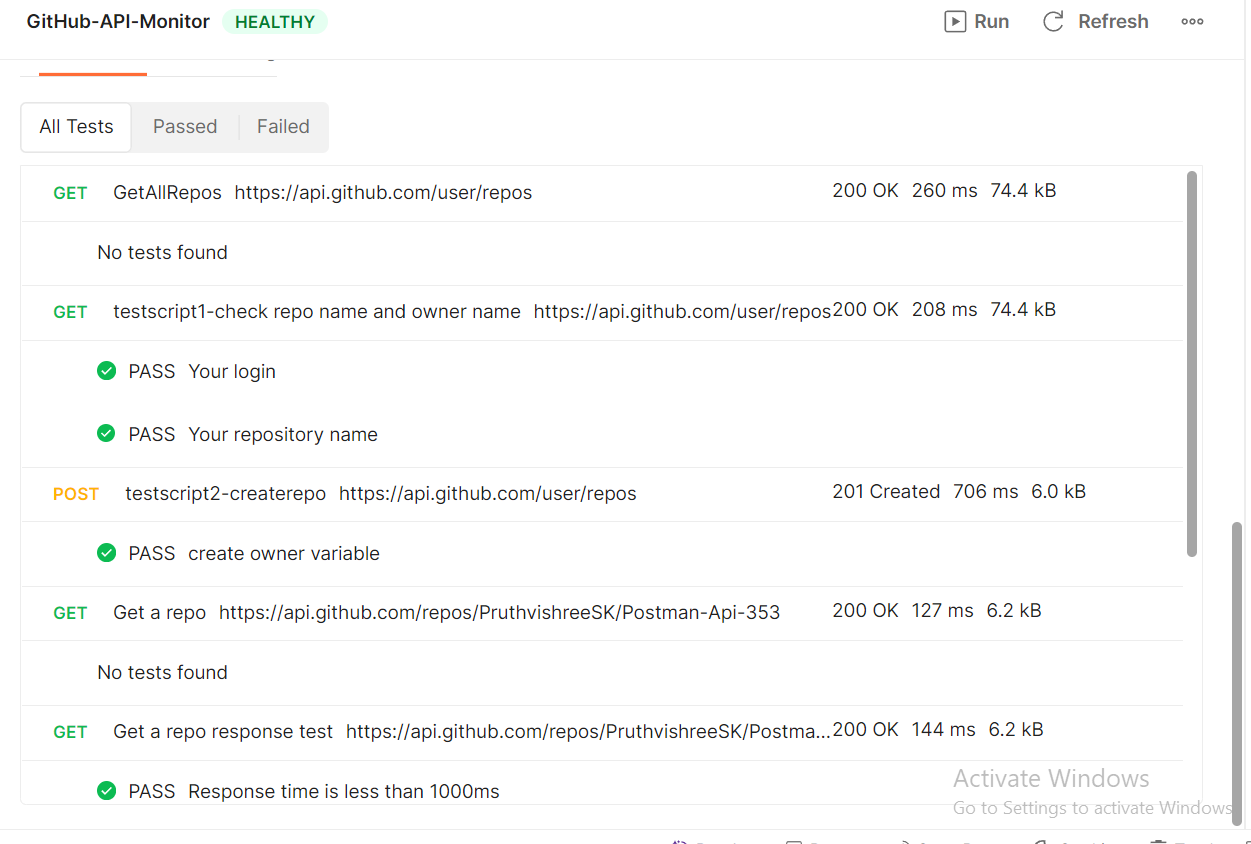 GitHub-API-Monitor HEALTHY Run Refresh
All Tests Passed Failed
GET GetAllRepos https://api.github.com/user/repos 200 OK 260 ms 74.4 kB
No tests found
GET testscript1-check repo name and owner name https://api.github.com/user/repos 200 OK 208 ms 74.4 kB
PASS Your login
PASS Your repository name
POST testscript2-createrepo https://api.github.com/user/repos 201 Created 706 ms 6.0 kB
PASS create owner variable
GET Get a repo https://api.github.com/repos/PruthvishreeSK/Postman-Api-353 200 OK 127 ms 6.2 kB
No tests found
GET Get a repo response test https://api.github.com/repos/PruthvishreeSK/Postma... 200 OK 144 ms 6.2 kB
PASS Response time is less than 1000ms
Activate Windows
Go to Settings to activate Windows